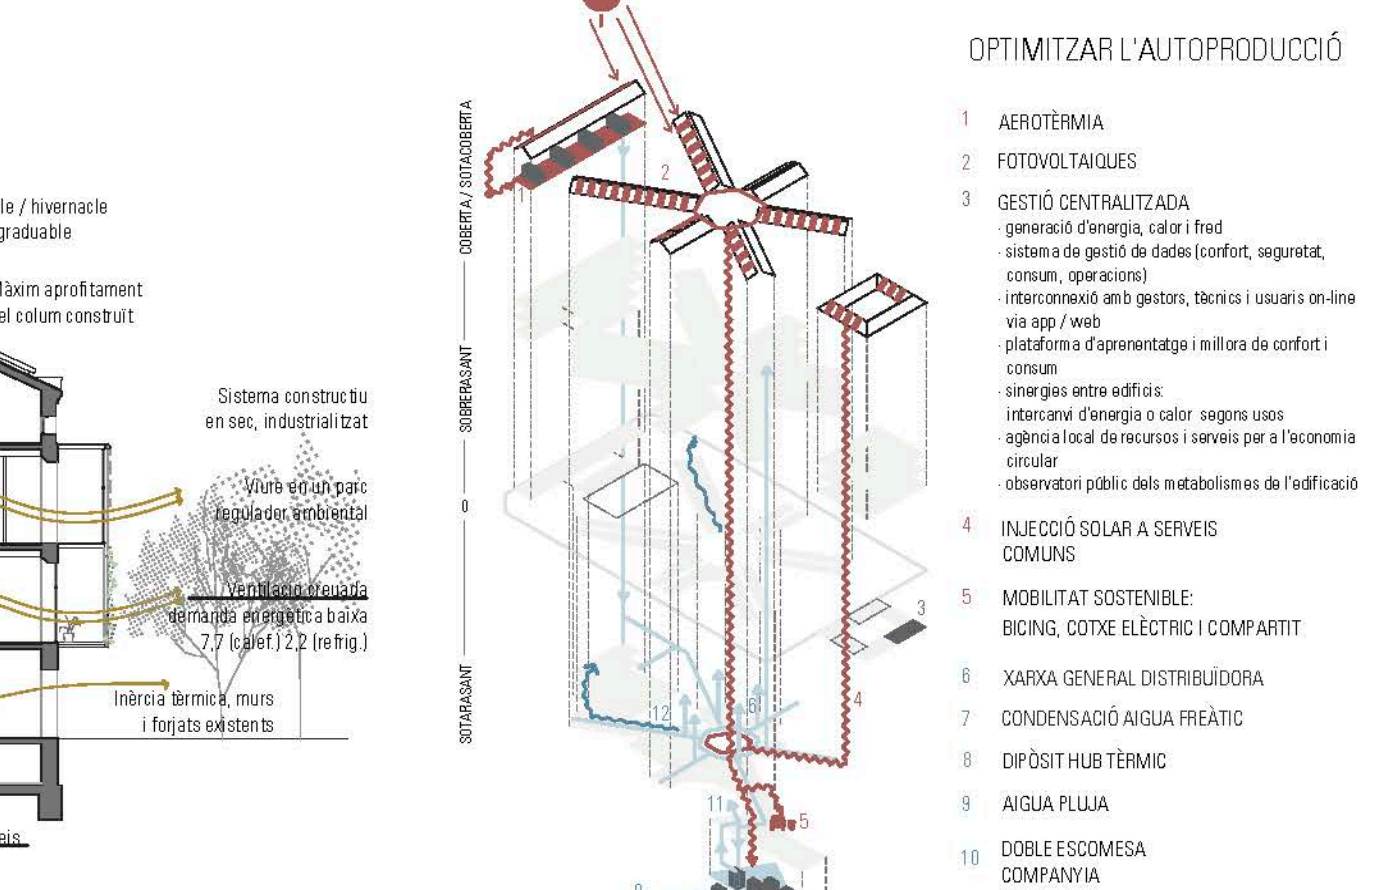 le / hivernacle
graduable
Màxim aprofitament
el colum construït
Sistema constructiu
en sec, industrialitzat
Viure en un parc
regulador ambiental
Ventilació creuada
demanda energètica baixa
7,7 (calef.) 2,2 (refrig.)
Inèrcia tèrmica, murs
i forjats existents
eis
COBERTA / SOTACOBERTA
SOBRERASANT
0
SOTARASANT
1
2
3
4
12
6
11
5
OPTIMITZAR L'AUTOPRODUCCIÓ
1 AEROTÈRMIA
2 FOTOVOLTAIQUES
3 GESTIÓ CENTRALITZADA
· generació d'energia, calor i fred
· sistema de gestió de dades (confort, seguretat,
consum, operacions)
· interconnexió amb gestors, tècnics i usuaris on-line
via app / web
· plataforma d'aprenentatge i millora de confort i
consum
· sinergies entre edificis:
intercanvi d'energia o calor segons usos
· agència local de recursos i serveis per a l'economia
circular
· observatori públic dels metabolismes de l'edificació
4 INJECCIÓ SOLAR A SERVEIS
COMUNS
5 MOBILITAT SOSTENIBLE:
BICING, COTXE ELÈCTRIC I COMPARTIT
6 XARXA GENERAL DISTRIBUÏDORA
7 CONDENSACIÓ AIGUA FREÀTIC
8 DIPÒSIT HUB TÈRMIC
9 AIGUA PLUJA
10 DOBLE ESCOMESA
COMPANYIA